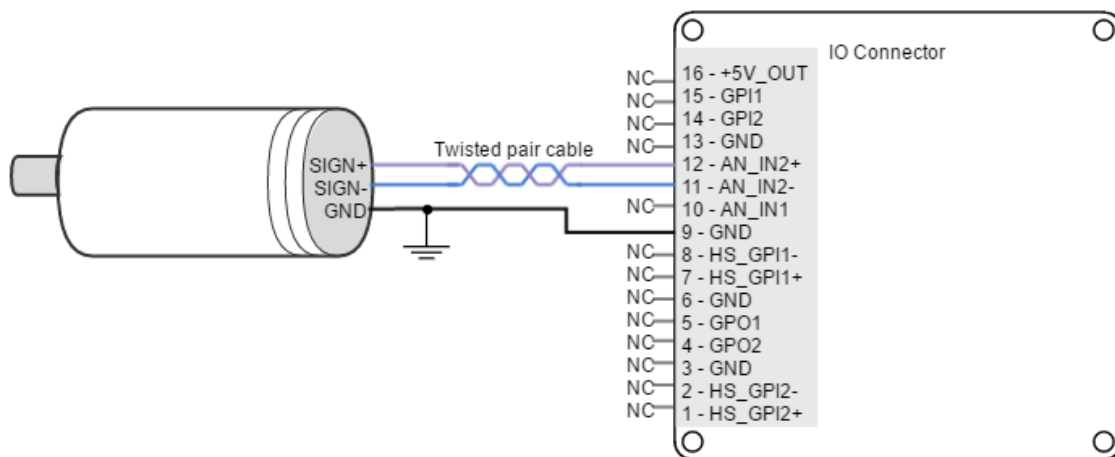 IO Connector
NC 16 - +5V_OUT
NC 15 - GPI1
NC 14 - GPI2
NC 13 - GND
Twisted pair cable
SIGN+ 12 - AN_IN2+
SIGN- 11 - AN_IN2-
NC 10 - AN_IN1
GND 9 - GND
NC 8 - HS_GPI1-
NC 7 - HS_GPI1+
NC 6 - GND
NC 5 - GPO1
NC 4 - GPO2
NC 3 - GND
NC 2 - HS_GPI2-
NC 1 - HS_GPI2+